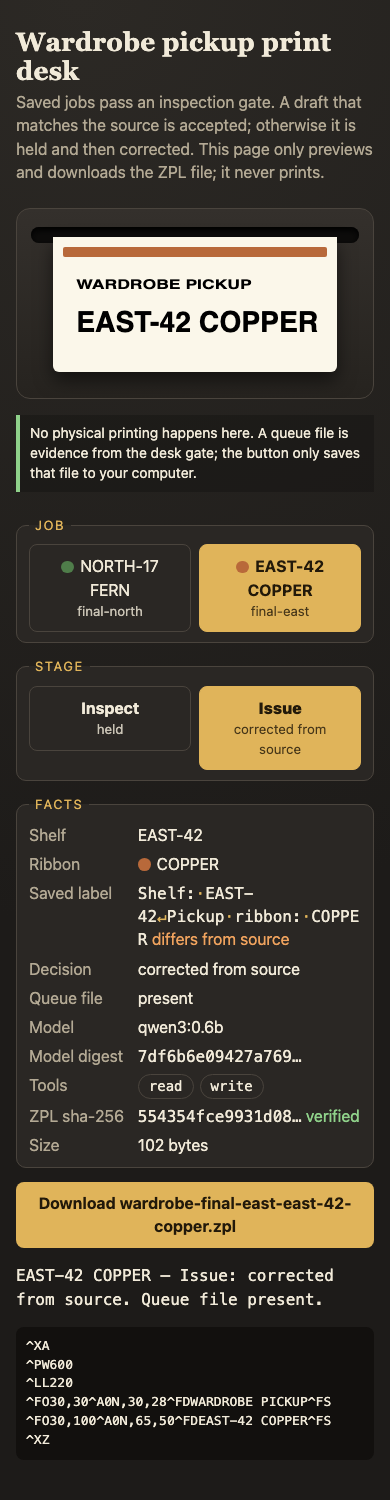 Wardrobe pickup print
desk
Saved jobs pass an inspection gate. A draft that
matches the source is accepted; otherwise it is
held and then corrected. This page only previews
and downloads the ZPL file; it never prints.
WARDROBE PICKUP
EAST-42 COPPER
No physical printing happens here. A queue file is
evidence from the desk gate; the button only saves
that file to your computer.
JOB
NORTH-17
FERN
final-north
EAST-42
COPPER
final-east
STAGE
Inspect
held
Issue
corrected from
source
FACTS
Shelf EAST-42
Ribbon COPPER
Saved label Shelf:·EAST-
42↵Pickup·ribbon:·COPPE
R differs from source
Decision corrected from source
Queue file present
Model qwen3:0.6b
Model digest 7df6b6e09427a769…
Tools read write
ZPL sha-256 554354fce9931d08… verified
Size 102 bytes
Download wardrobe-final-east-east-42-
copper.zpl
EAST-42 COPPER — Issue: corrected
from source. Queue file present.
^XA
^PW600
^LL220
^FO30,30^A0N,30,28^FDWARDROBE PICKUP^FS
^FO30,100^A0N,65,50^FDEAST-42 COPPER^FS
^XZ